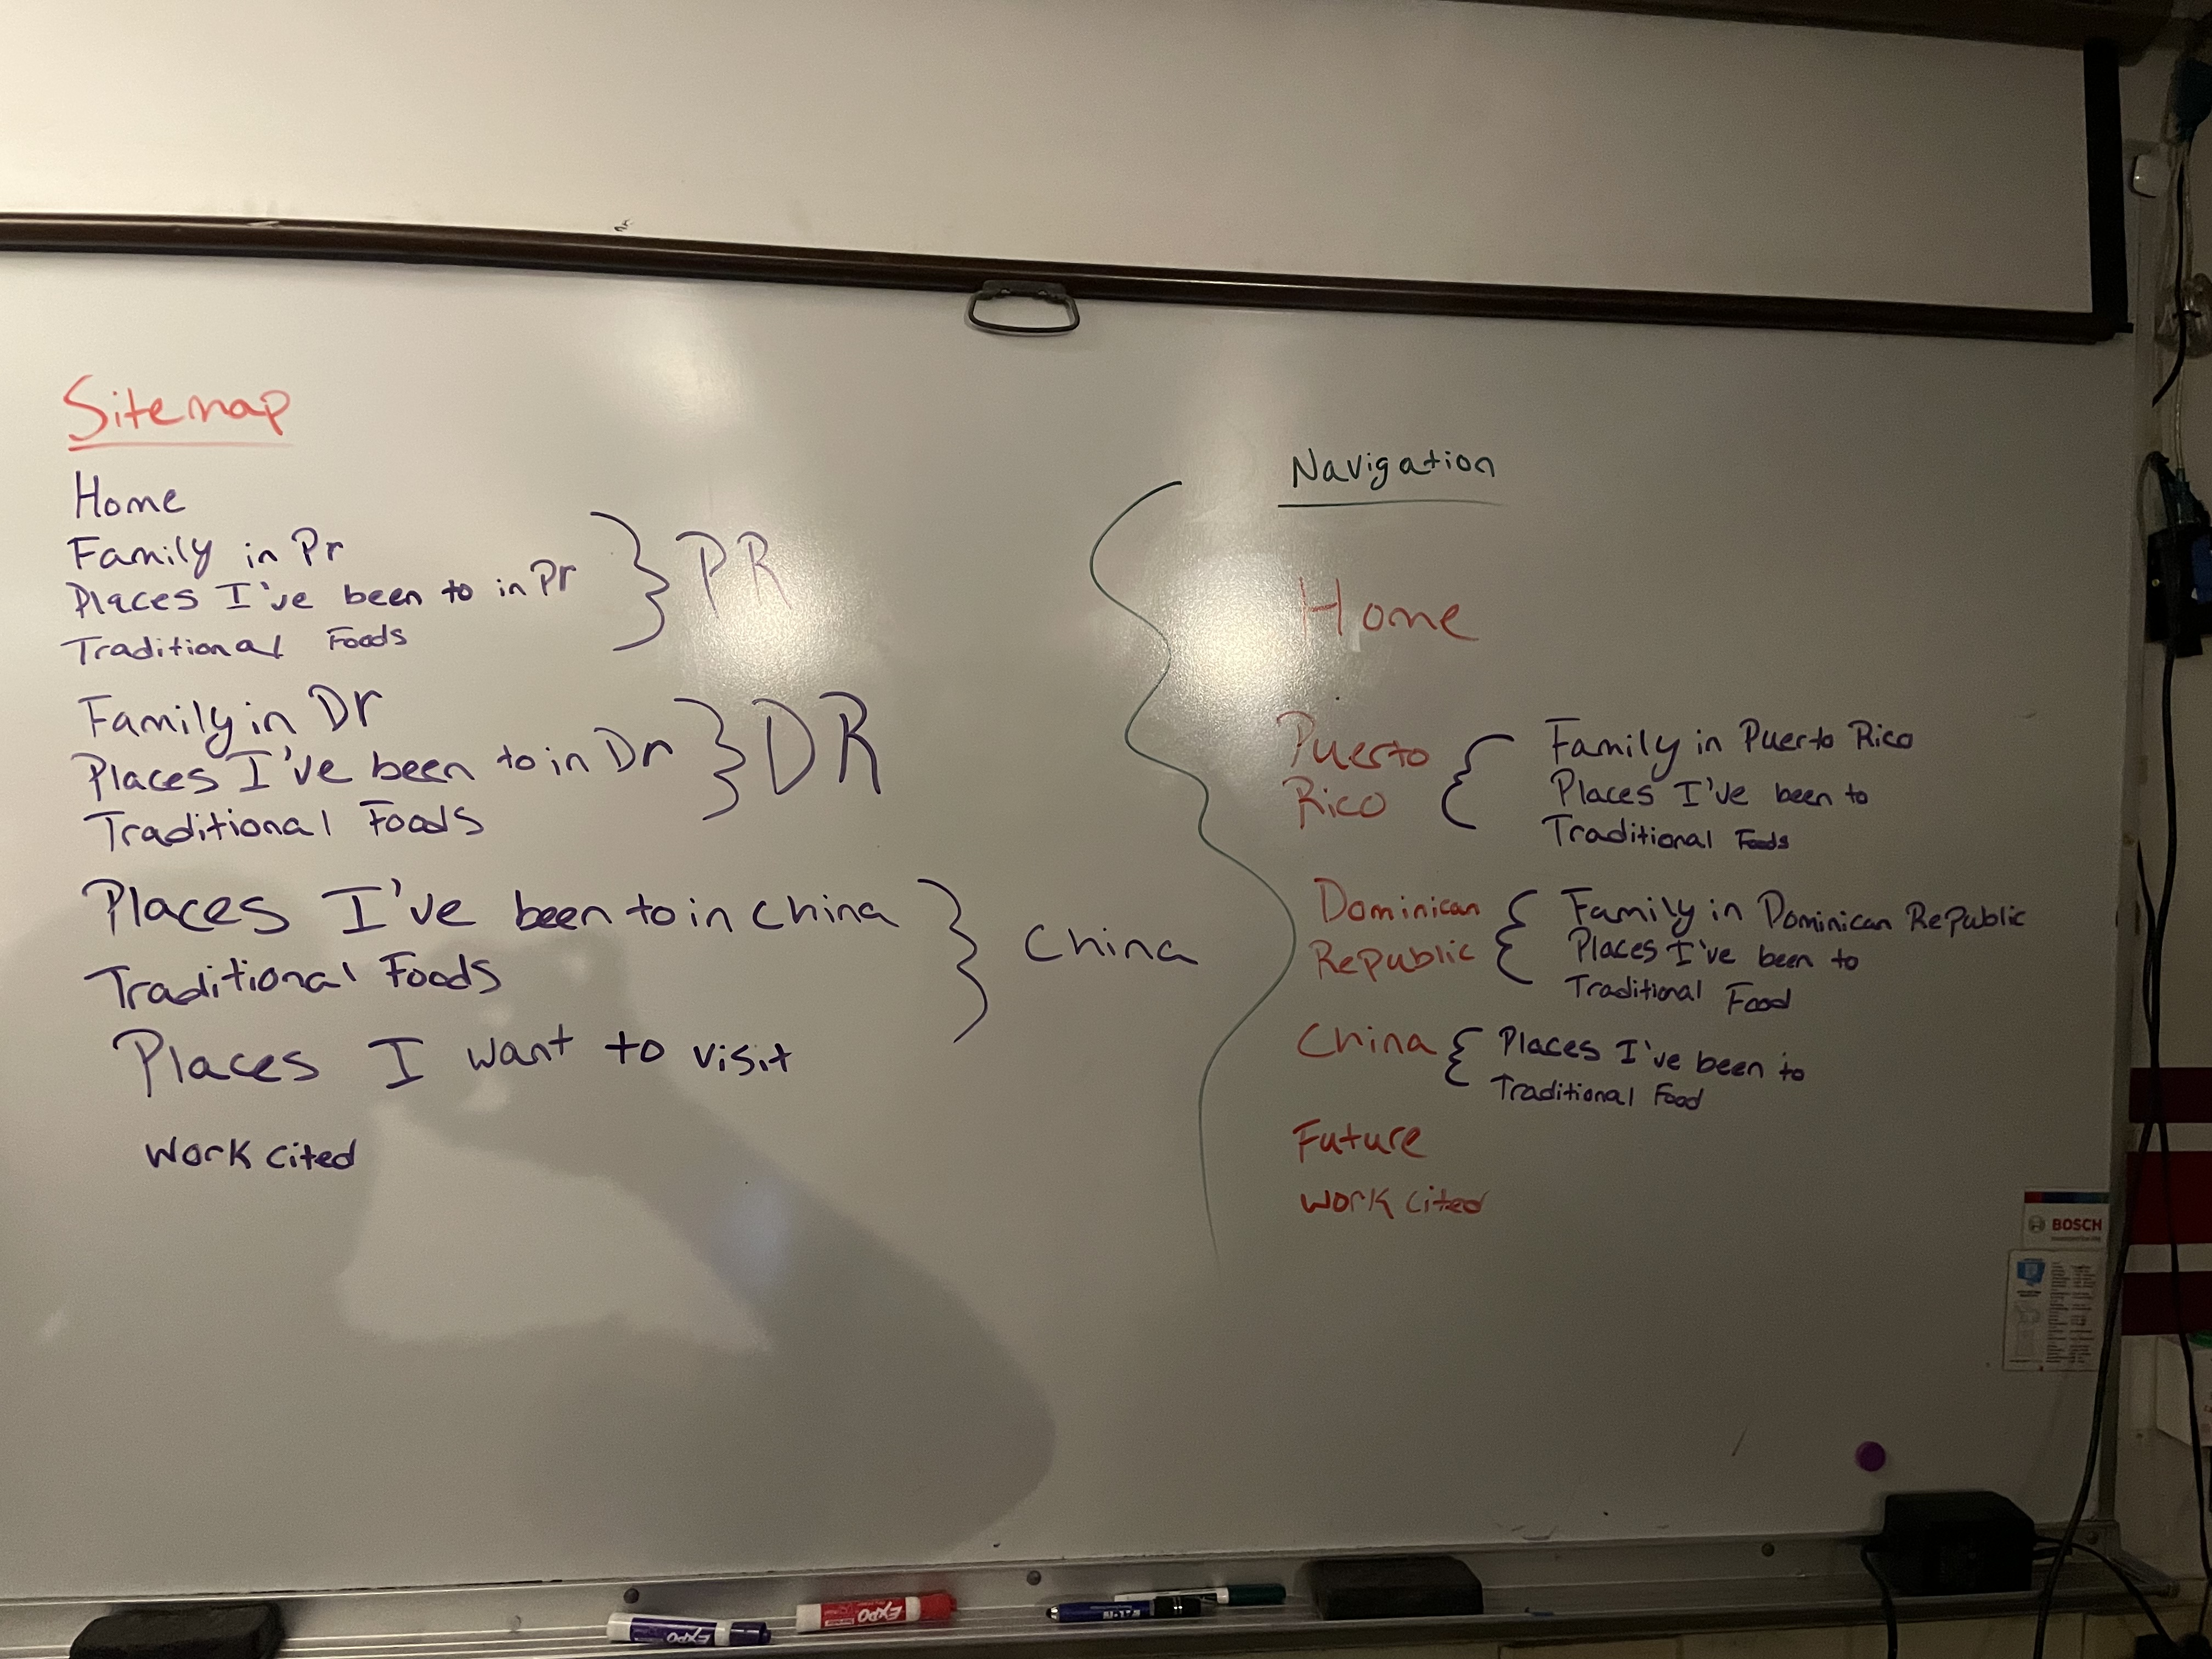 Sitemap
Home
Family in Pr
Places I've been to in Pr
Traditional Foods
PR
Family in Dr
Places I've been to in Dr
Traditional Foods
DR
Places I've been to in China
Traditional Foods
China
Places I want to visit
Work cited
Navigation
Home
Puerto
Rico
Family in Puerto Rico
Places I've been to
Traditional Foods
Dominican
Republic
Family in Dominican Republic
Places I've been to
Traditional Food
China
Places I've been to
Traditional Food
Future
Work cited
BOSCH
EXPO
EXPO